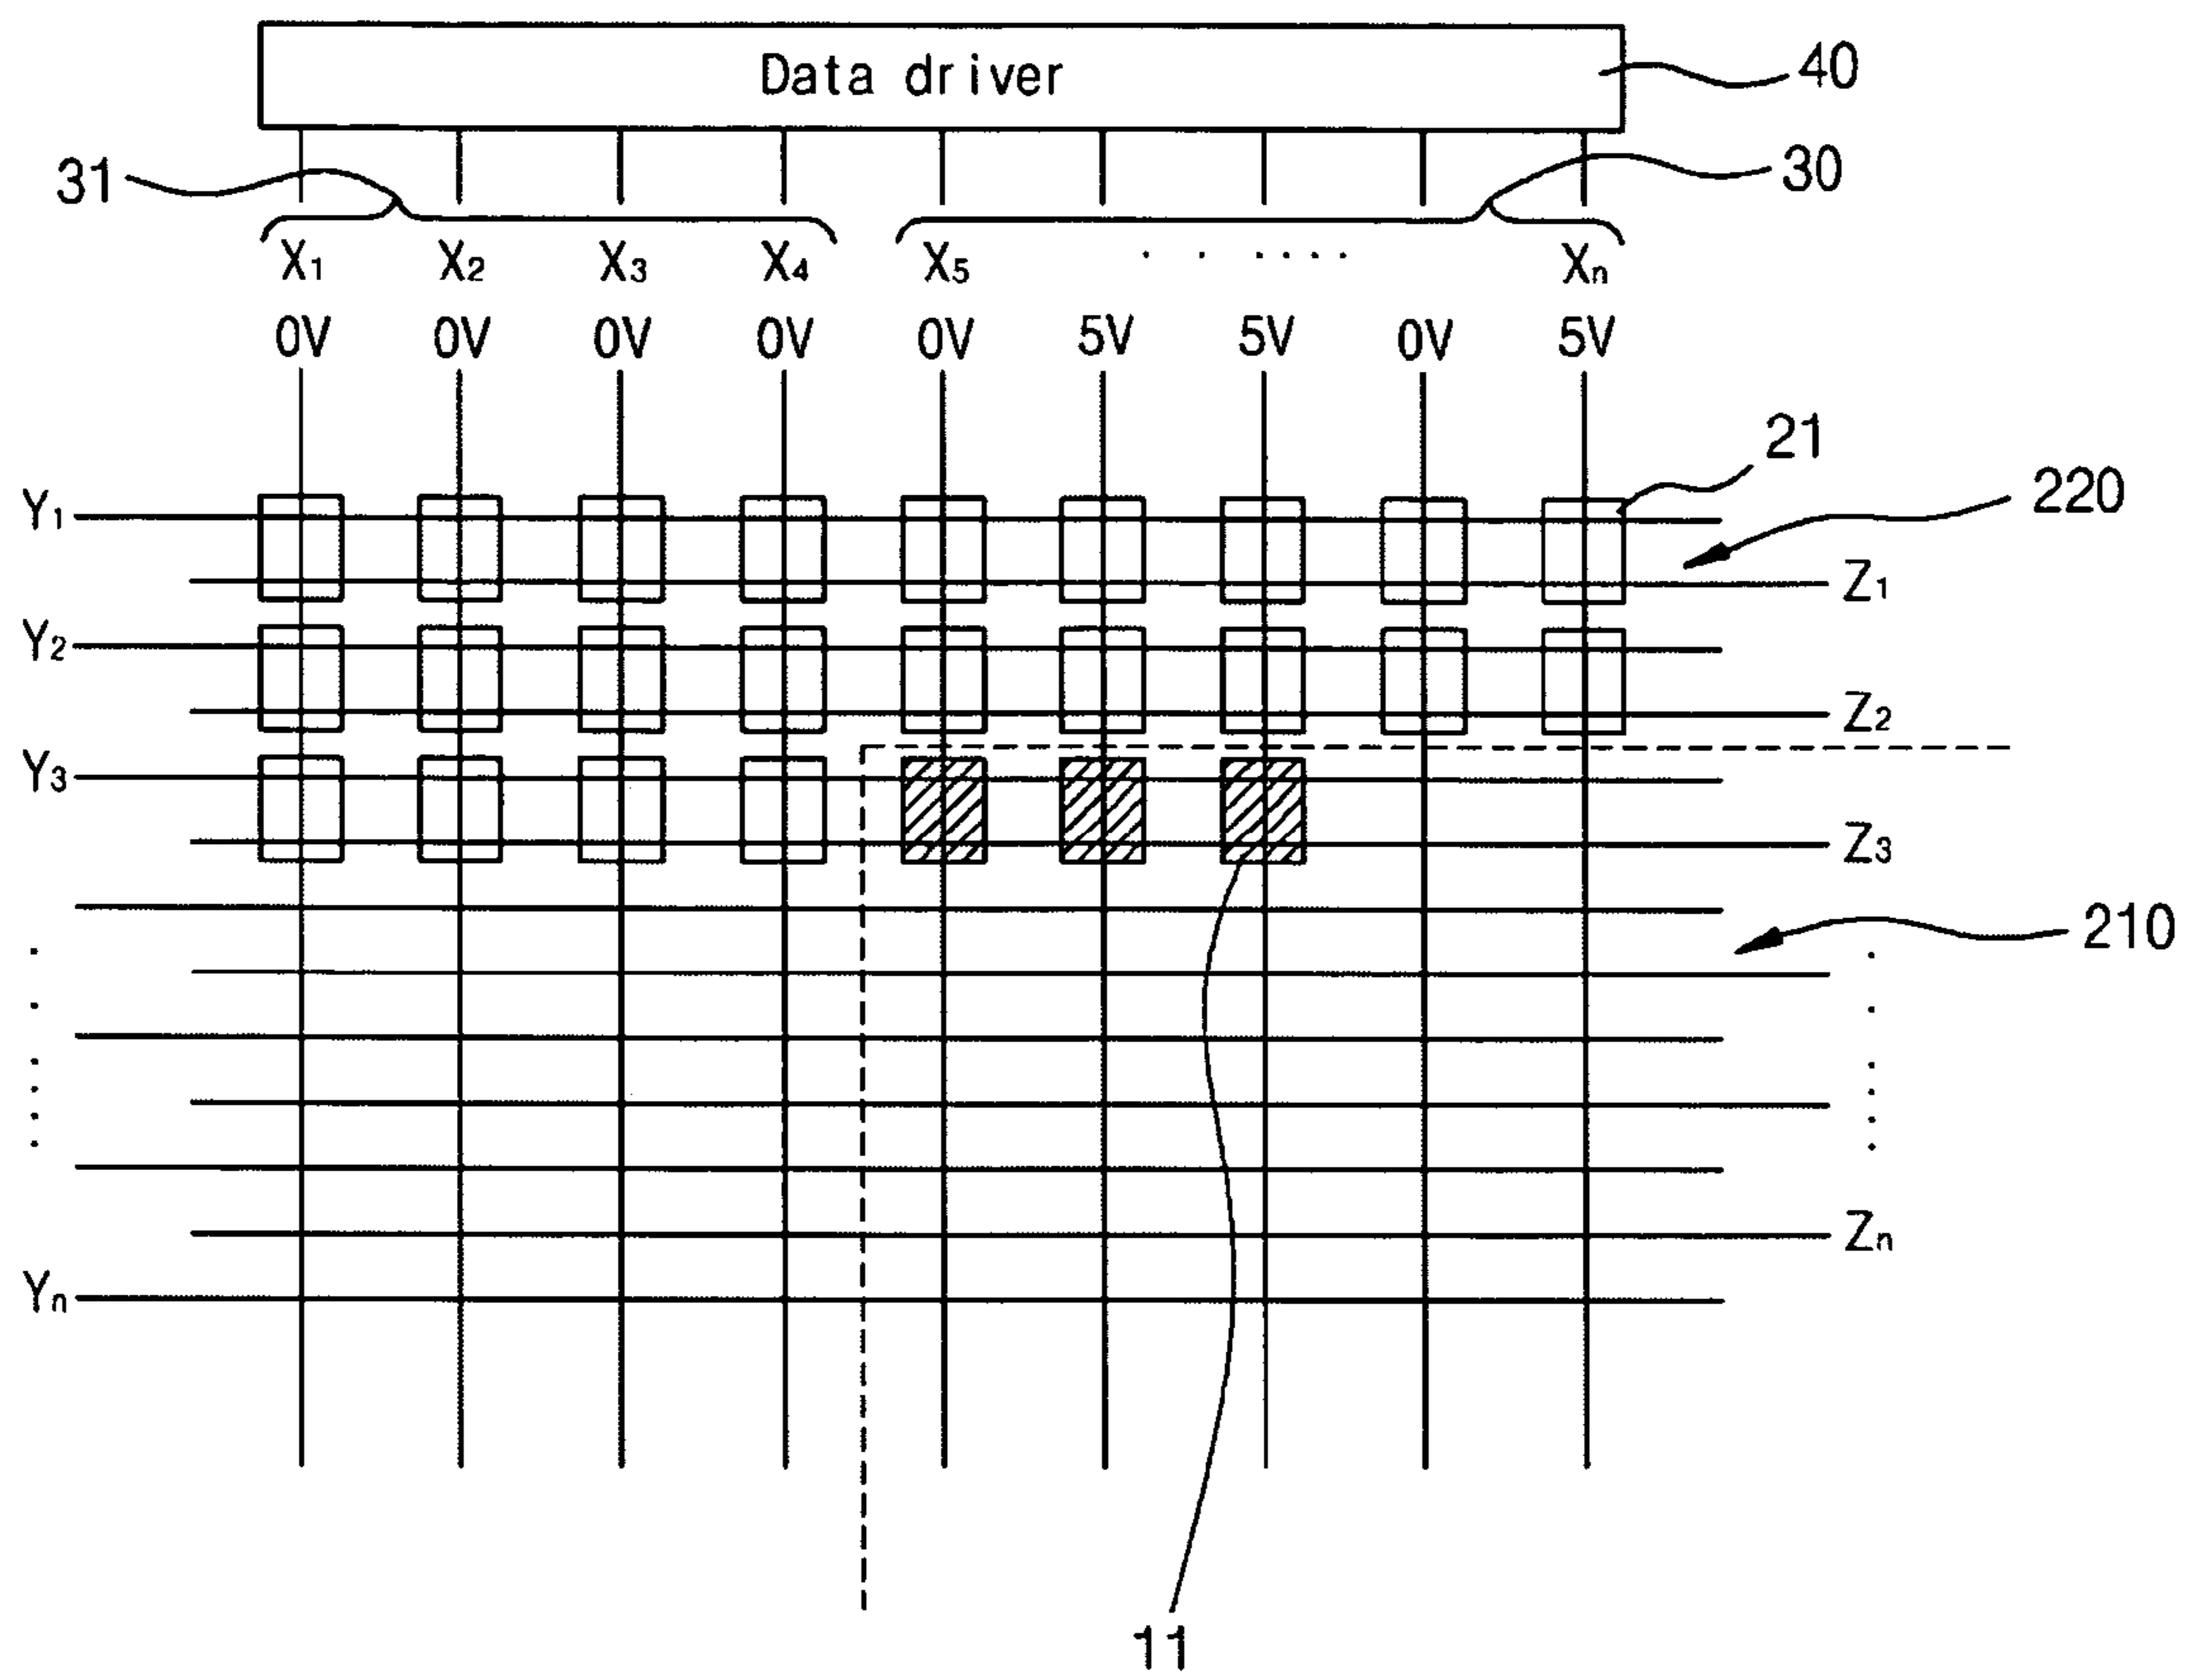 Data driver
40
31
30
X1 X2 X3 X4 X5 . . . . . . Xn
0V 0V 0V 0V 0V 5V 5V 0V 5V
21
220
Y1
Z1
Y2
Z2
Y3
Z3
210
Zn
Yn
11